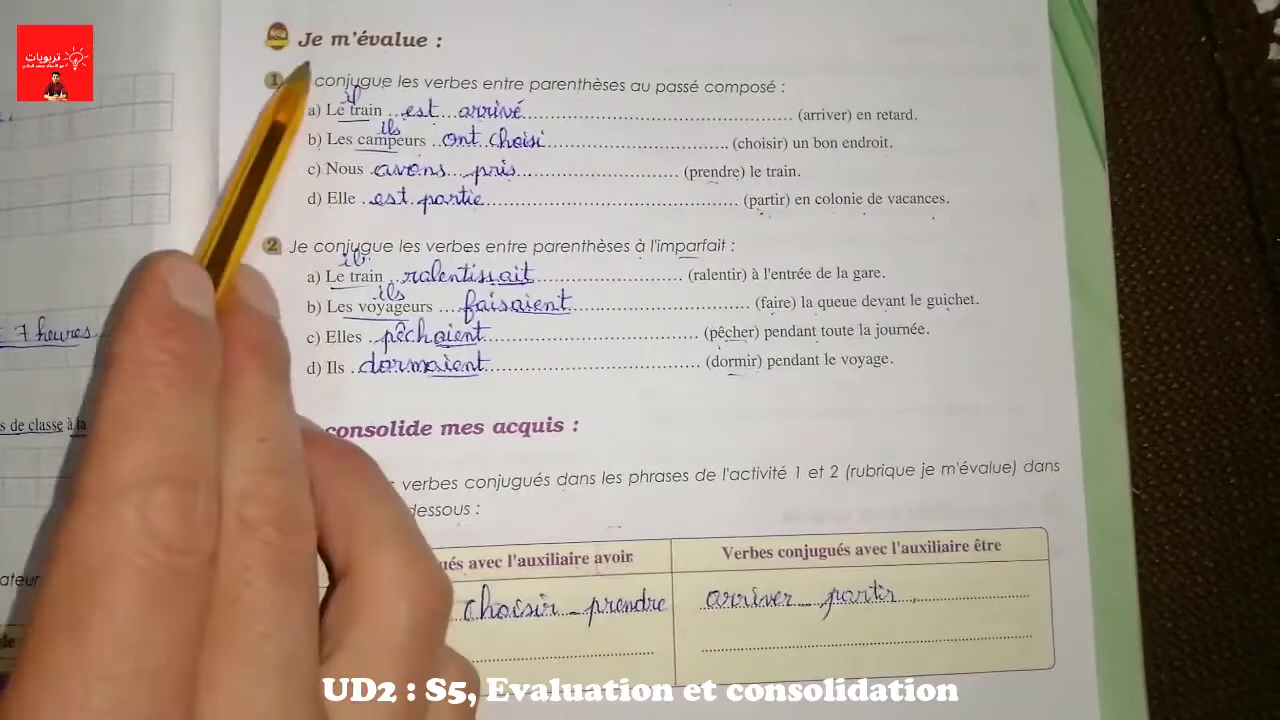 تربويات
Je m'évalue :
1 conjugue les verbes entre parenthèses au passé composé :
il
a) Le train est arrivé (arriver) en retard.
ils
b) Les campeurs ont choisi (choisir) un bon endroit.
c) Nous avons pris (prendre) le train.
d) Elle est partie (partir) en colonie de vacances.
2 Je conjugue les verbes entre parenthèses à l'imparfait :
il
a) Le train ralentissait (ralentir) à l'entrée de la gare.
ils
b) Les voyageurs faisaient (faire) la queue devant le guichet.
c) Elles pêchaient (pêcher) pendant toute la journée.
d) Ils dormaient (dormir) pendant le voyage.
7 heures
s de classe à la
consolide mes acquis :
verbes conjugués dans les phrases de l'activité 1 et 2 (rubrique je m'évalue) dans
dessous :
ués avec l'auxiliaire avoir
Verbes conjugués avec l'auxiliaire être
choisir - prendre
arriver - partir
ateur
UD2 : S5, Evaluation et consolidation